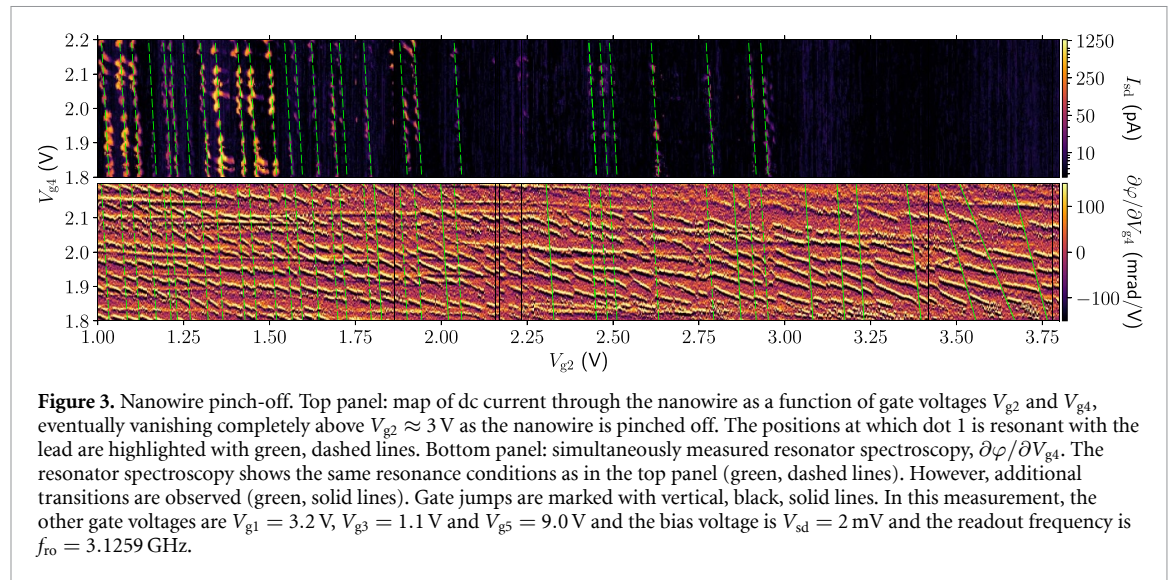 2.2
2.1
2.0
1.9
1.8
1250
250
50
10
I_sd (pA)
V_g4 (V)
2.1
2.0
1.9
1.8
100
0
−100
∂φ/∂V_g4 (mrad/V)
1.00 1.25 1.50 1.75 2.00 2.25 2.50 2.75 3.00 3.25 3.50 3.75
V_g2 (V)
Figure 3. Nanowire pinch-off. Top panel: map of dc current through the nanowire as a function of gate voltages V_g2 and V_g4,
eventually vanishing completely above V_g2 ≈ 3 V as the nanowire is pinched off. The positions at which dot 1 is resonant with the
lead are highlighted with green, dashed lines. Bottom panel: simultaneously measured resonator spectroscopy, ∂φ/∂V_g4. The
resonator spectroscopy shows the same resonance conditions as in the top panel (green, dashed lines). However, additional
transitions are observed (green, solid lines). Gate jumps are marked with vertical, black, solid lines. In this measurement, the
other gate voltages are V_g1 = 3.2 V, V_g3 = 1.1 V and V_g5 = 9.0 V and the bias voltage is V_sd = 2 mV and the readout frequency is
f_ro = 3.1259 GHz.